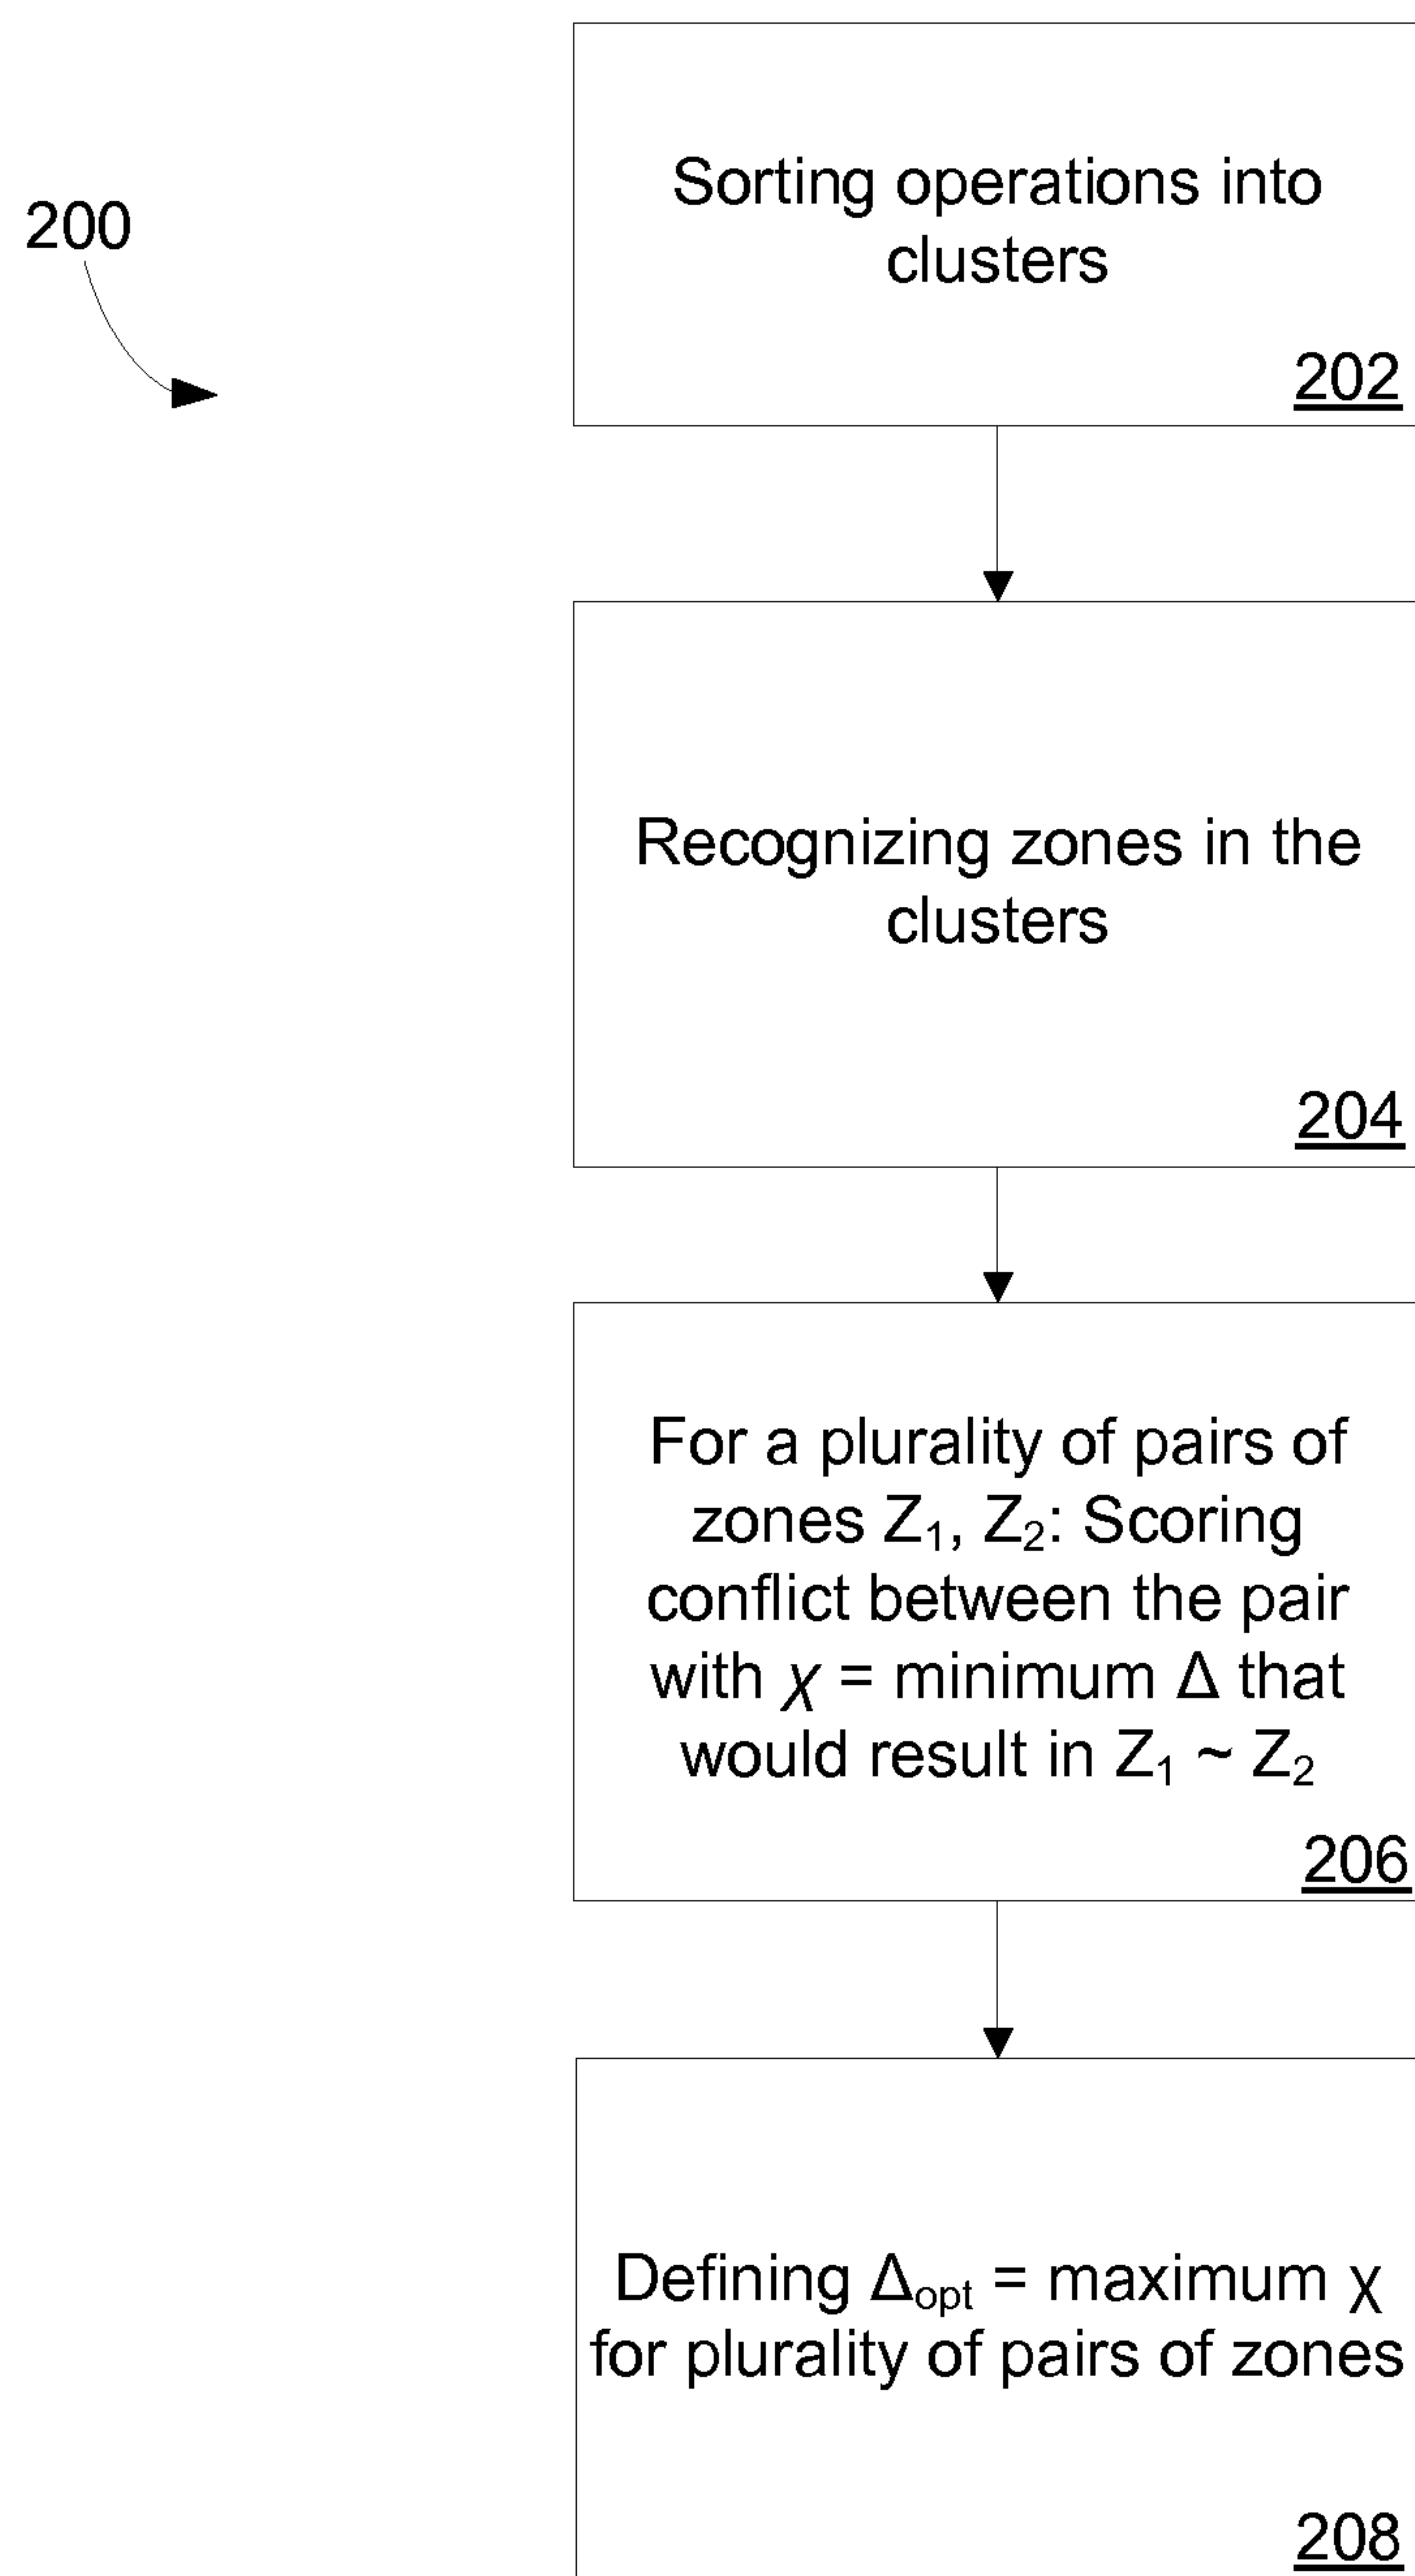 200
Sorting operations into
clusters
202
Recognizing zones in the
clusters
204
For a plurality of pairs of
zones Z₁, Z₂: Scoring
conflict between the pair
with χ = minimum Δ that
would result in Z₁ ~ Z₂
206
Defining Δopt = maximum χ
for plurality of pairs of zones
208